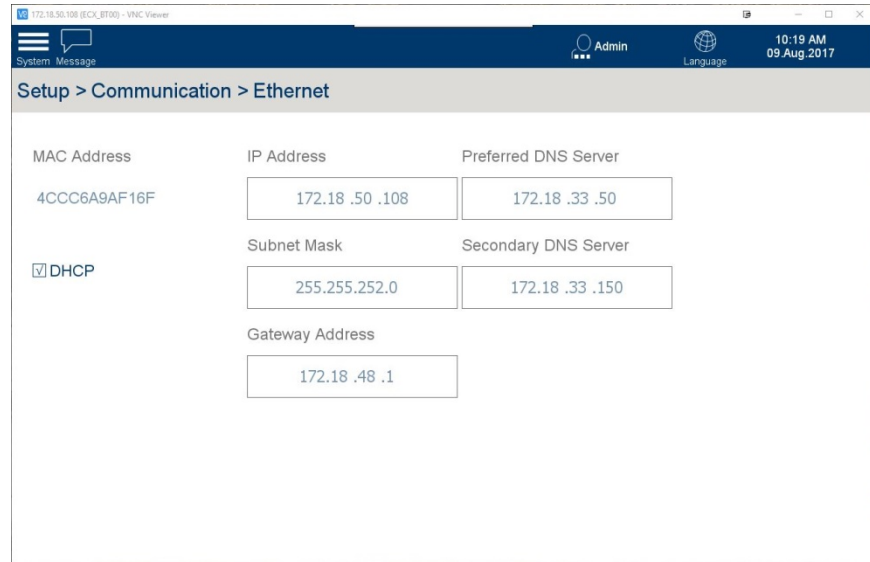 172.18.50.108 (ECX_BT00) - VNC Viewer
System Message
Admin
Language
10:19 AM
09.Aug.2017
Setup > Communication > Ethernet
MAC Address
IP Address
Preferred DNS Server
4CCC6A9AF16F
172.18 .50 .108
172.18 .33 .50
Subnet Mask
Secondary DNS Server
DHCP
255.255.252.0
172.18 .33 .150
Gateway Address
172.18 .48 .1